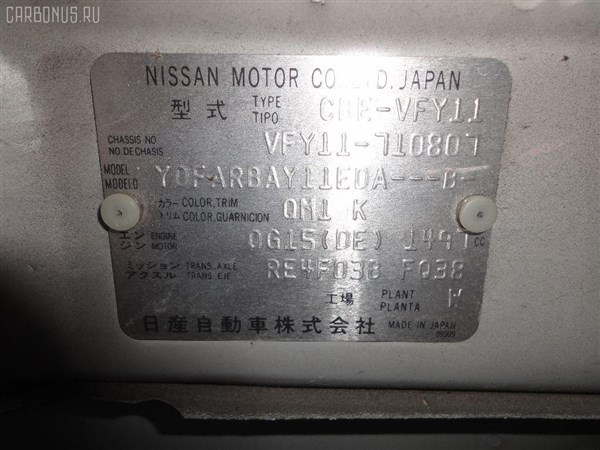 CARBONUS.RU
NISSAN MOTOR CO., LTD. JAPAN
型式 TYPE TIPO CBE-VFY11
CHASSIS NO. NO. DE CHASIS VFY11-710807
MODEL MODELO YDFARBAY11EDA---B-
カラー トリム COLOR, TRIM COLOR, GUARNICION QM1 K
エンジン ENGINE MOTOR QG15(DE) 1497 CC
ミッション アクスル TRANS. AXLE TRANS. EJE RE4F03B FQ38
工場 PLANT PLANTA W
日産自動車株式会社 MADE IN JAPAN